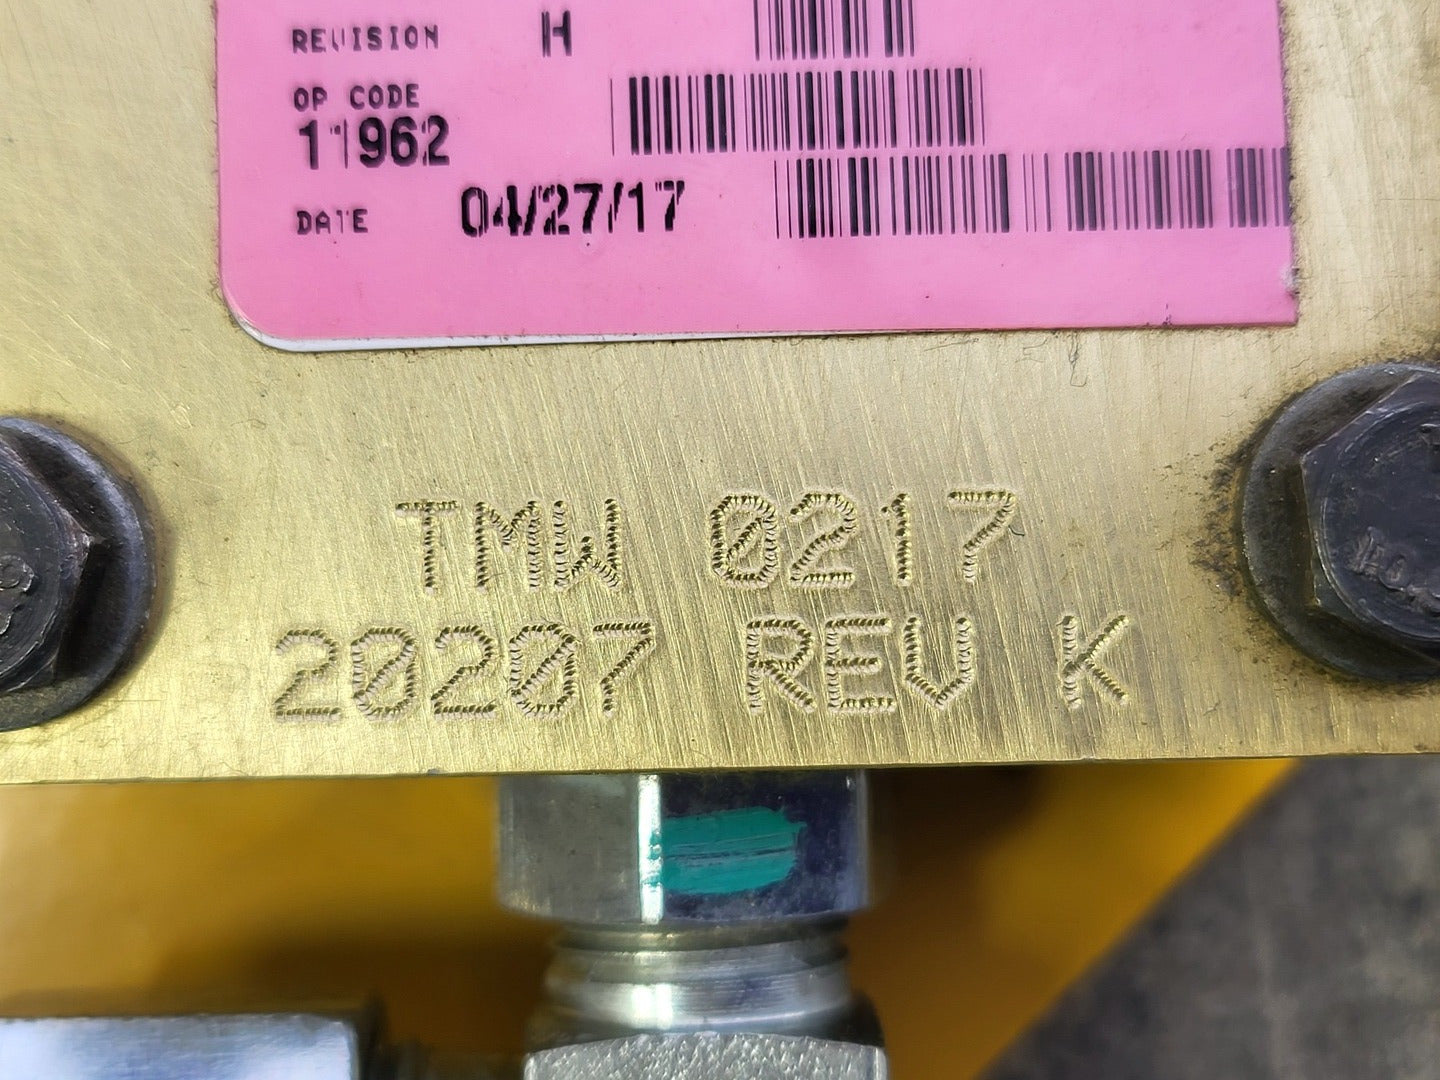 REVISION H
OP CODE
11962
DATE 04/27/17
TMW 0217
20207 REV K